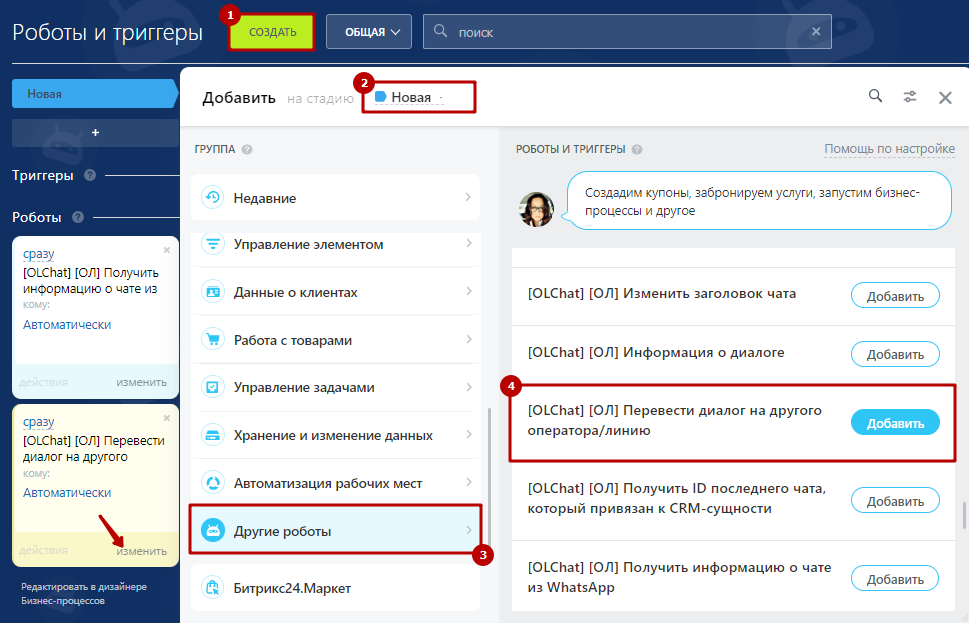 Роботы и триггеры
1
СОЗДАТЬ
ОБЩАЯ
поиск
Новая
+
Триггеры ?
Роботы ?
сразу
[OLChat] [ОЛ] Получить
информацию о чате из
кому:
Автоматически
действия изменить
сразу
[OLChat] [ОЛ] Перевести
диалог на другого
кому:
Автоматически
действия изменить
Редактировать в дизайнере
Бизнес-процессов
Добавить на стадию
2
Новая
ГРУППА ?
Недавние
Управление элементом
Данные о клиентах
Работа с товарами
Управление задачами
Хранение и изменение данных
Автоматизация рабочих мест
Другие роботы
3
Битрикс24.Маркет
РОБОТЫ И ТРИГГЕРЫ ?
Помощь по настройке
Создадим купоны, забронируем услуги, запустим бизнес-
процессы и другое
[OLChat] [ОЛ] Изменить заголовок чата
Добавить
[OLChat] [ОЛ] Информация о диалоге
Добавить
4
[OLChat] [ОЛ] Перевести диалог на другого
оператора/линию
Добавить
[OLChat] [ОЛ] Получить ID последнего чата,
который привязан к CRM-сущности
Добавить
[OLChat] [ОЛ] Получить информацию о чате
из WhatsApp
Добавить